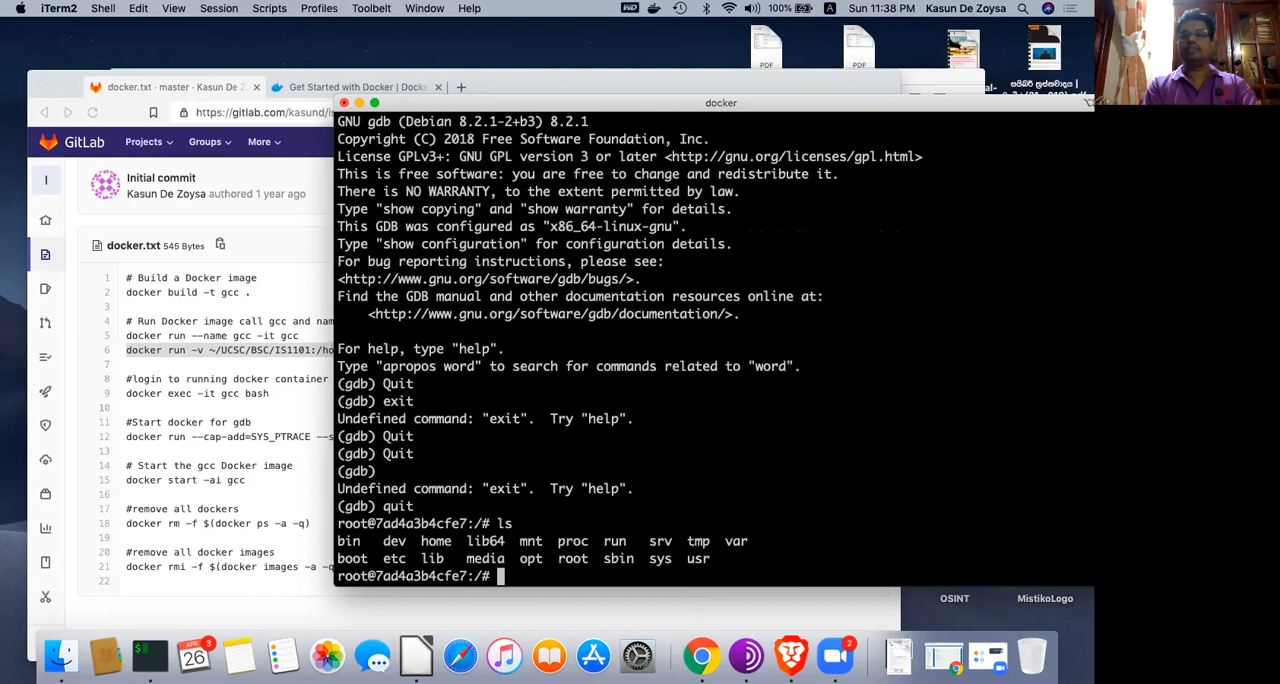 iTerm2 Shell Edit View Session Scripts Profiles Toolbelt Window Help 100% A Sun 11:38 PM Kasun De Zoysa
PDF PDF
සයිබර් ත්‍රස්තවාදය |
docker.txt · master · Kasun De Z
Get Started with Docker | Docke
https://gitlab.com/kasund/is
docker
GitLab Projects Groups More
I
Initial commit
Kasun De Zoysa authored 1 year ago
docker.txt 545 Bytes
1 # Build a Docker image
2 docker build -t gcc .
3
4 # Run Docker image call gcc and nam
5 docker run --name gcc -it gcc
6 docker run -v ~/UCSC/BSC/IS1101:/ho
7
8 #login to running docker container
9 docker exec -it gcc bash
10
11 #Start docker for gdb
12 docker run --cap-add=SYS_PTRACE --s
13
14 # Start the gcc Docker image
15 docker start -ai gcc
16
17 #remove all dockers
18 docker rm -f $(docker ps -a -q)
19
20 #remove all docker images
21 docker rmi -f $(docker images -a -q
22
GNU gdb (Debian 8.2.1-2+b3) 8.2.1
Copyright (C) 2018 Free Software Foundation, Inc.
License GPLv3+: GNU GPL version 3 or later <http://gnu.org/licenses/gpl.html>
This is free software: you are free to change and redistribute it.
There is NO WARRANTY, to the extent permitted by law.
Type "show copying" and "show warranty" for details.
This GDB was configured as "x86_64-linux-gnu".
Type "show configuration" for configuration details.
For bug reporting instructions, please see:
<http://www.gnu.org/software/gdb/bugs/>.
Find the GDB manual and other documentation resources online at:
<http://www.gnu.org/software/gdb/documentation/>.
For help, type "help".
Type "apropos word" to search for commands related to "word".
(gdb) Quit
(gdb) exit
Undefined command: "exit". Try "help".
(gdb) Quit
(gdb) Quit
(gdb)
Undefined command: "exit". Try "help".
(gdb) quit
root@7ad4a3b4cfe7:/# ls
bin dev home lib64 mnt proc run srv tmp var
boot etc lib media opt root sbin sys usr
root@7ad4a3b4cfe7:/#
OSINT MistikoLogo
APR 3
26
2